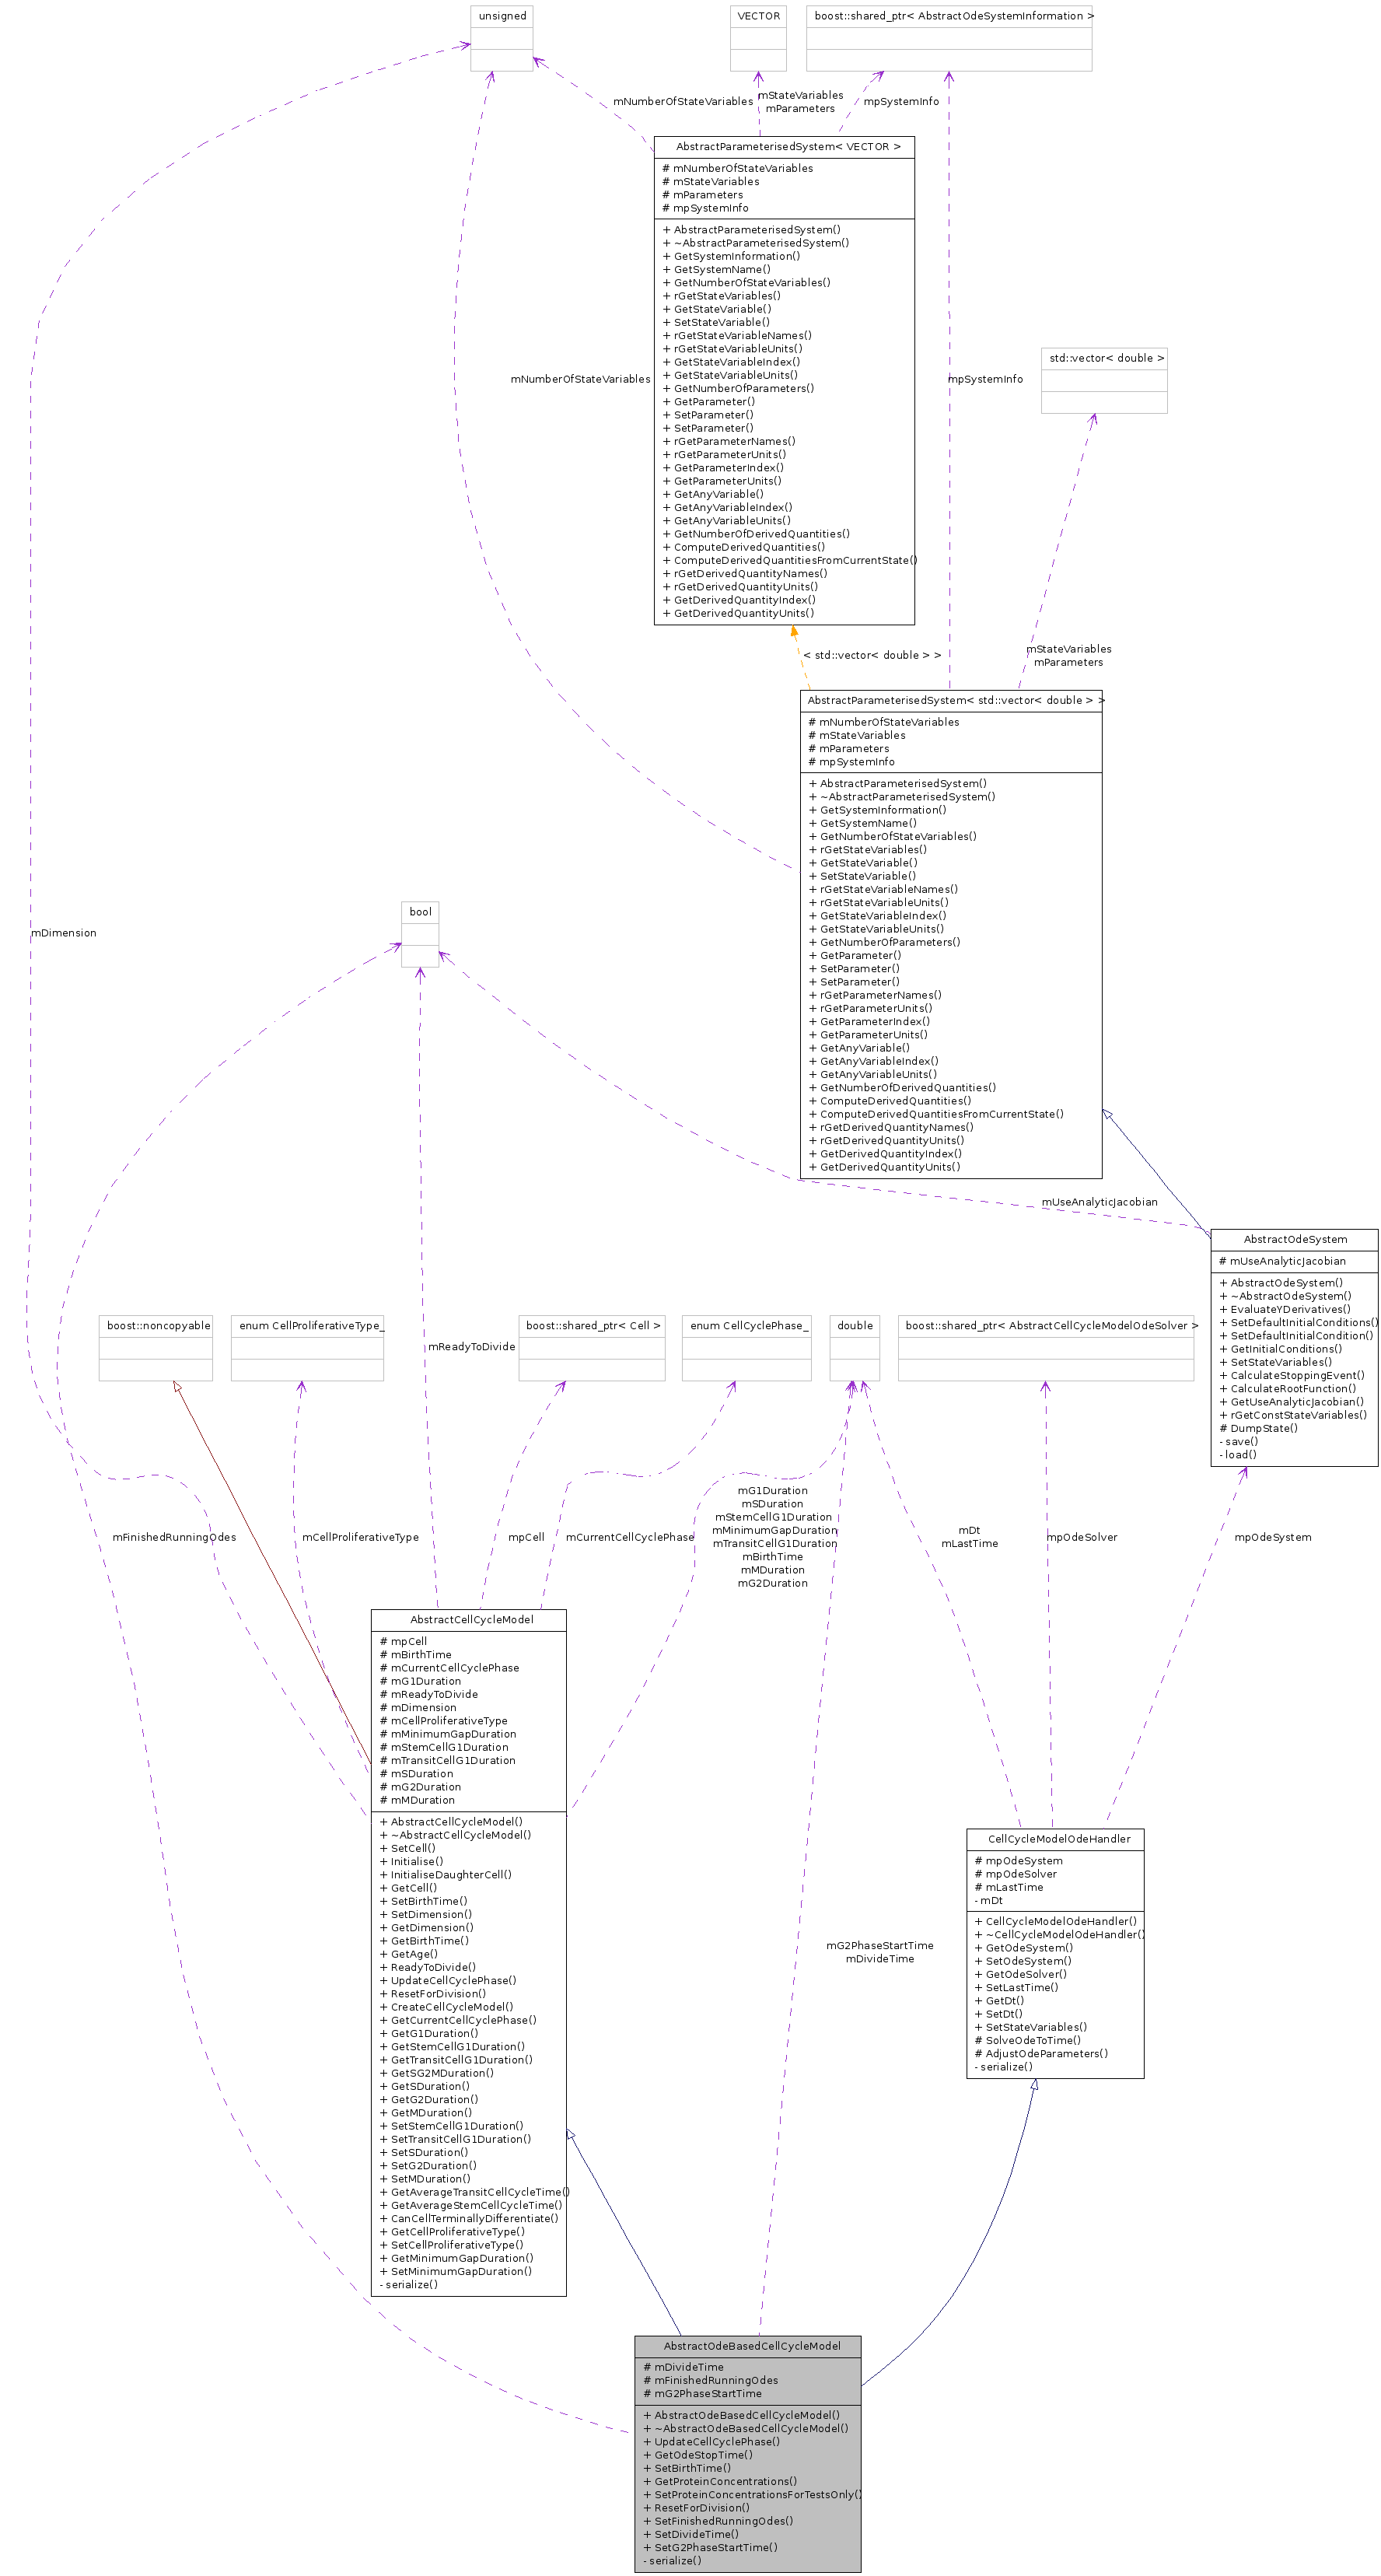 unsigned
VECTOR
boost::shared_ptr< AbstractOdeSystemInformation >
mNumberOfStateVariables
mStateVariables
mParameters
mpSystemInfo
AbstractParameterisedSystem< VECTOR >
# mNumberOfStateVariables
# mStateVariables
# mParameters
# mpSystemInfo
+ AbstractParameterisedSystem()
+ ~AbstractParameterisedSystem()
+ GetSystemInformation()
+ GetSystemName()
+ GetNumberOfStateVariables()
+ rGetStateVariables()
+ GetStateVariable()
+ SetStateVariable()
+ rGetStateVariableNames()
+ rGetStateVariableUnits()
+ GetStateVariableIndex()
+ GetStateVariableUnits()
+ GetNumberOfParameters()
+ GetParameter()
+ SetParameter()
+ SetParameter()
+ rGetParameterNames()
+ rGetParameterUnits()
+ GetParameterIndex()
+ GetParameterUnits()
+ GetAnyVariable()
+ GetAnyVariableIndex()
+ GetAnyVariableUnits()
+ GetNumberOfDerivedQuantities()
+ ComputeDerivedQuantities()
+ ComputeDerivedQuantitiesFromCurrentState()
+ rGetDerivedQuantityNames()
+ rGetDerivedQuantityUnits()
+ GetDerivedQuantityIndex()
+ GetDerivedQuantityUnits()
mNumberOfStateVariables
mpSystemInfo
std::vector< double >
< std::vector< double > >
mStateVariables
mParameters
AbstractParameterisedSystem< std::vector< double > >
# mNumberOfStateVariables
# mStateVariables
# mParameters
# mpSystemInfo
+ AbstractParameterisedSystem()
+ ~AbstractParameterisedSystem()
+ GetSystemInformation()
+ GetSystemName()
+ GetNumberOfStateVariables()
+ rGetStateVariables()
+ GetStateVariable()
+ SetStateVariable()
+ rGetStateVariableNames()
+ rGetStateVariableUnits()
+ GetStateVariableIndex()
+ GetStateVariableUnits()
+ GetNumberOfParameters()
+ GetParameter()
+ SetParameter()
+ SetParameter()
+ rGetParameterNames()
+ rGetParameterUnits()
+ GetParameterIndex()
+ GetParameterUnits()
+ GetAnyVariable()
+ GetAnyVariableIndex()
+ GetAnyVariableUnits()
+ GetNumberOfDerivedQuantities()
+ ComputeDerivedQuantities()
+ ComputeDerivedQuantitiesFromCurrentState()
+ rGetDerivedQuantityNames()
+ rGetDerivedQuantityUnits()
+ GetDerivedQuantityIndex()
+ GetDerivedQuantityUnits()
bool
mDimension
mUseAnalyticJacobian
AbstractOdeSystem
# mUseAnalyticJacobian
+ AbstractOdeSystem()
+ ~AbstractOdeSystem()
+ EvaluateYDerivatives()
+ SetDefaultInitialConditions()
+ SetDefaultInitialCondition()
+ GetInitialConditions()
+ SetStateVariables()
+ CalculateStoppingEvent()
+ CalculateRootFunction()
+ GetUseAnalyticJacobian()
+ rGetConstStateVariables()
# DumpState()
- save()
- load()
boost::noncopyable
enum CellProliferativeType_
mReadyToDivide
boost::shared_ptr< Cell >
enum CellCyclePhase_
double
boost::shared_ptr< AbstractCellCycleModelOdeSolver >
mFinishedRunningOdes
mCellProliferativeType
mpCell
mCurrentCellCyclePhase
mG1Duration
mSDuration
mStemCellG1Duration
mMinimumGapDuration
mTransitCellG1Duration
mBirthTime
mMDuration
mG2Duration
mDt
mLastTime
mpOdeSolver
mpOdeSystem
AbstractCellCycleModel
# mpCell
# mBirthTime
# mCurrentCellCyclePhase
# mG1Duration
# mReadyToDivide
# mDimension
# mCellProliferativeType
# mMinimumGapDuration
# mStemCellG1Duration
# mTransitCellG1Duration
# mSDuration
# mG2Duration
# mMDuration
+ AbstractCellCycleModel()
+ ~AbstractCellCycleModel()
+ SetCell()
+ Initialise()
+ InitialiseDaughterCell()
+ GetCell()
+ SetBirthTime()
+ SetDimension()
+ GetDimension()
+ GetBirthTime()
+ GetAge()
+ ReadyToDivide()
+ UpdateCellCyclePhase()
+ ResetForDivision()
+ CreateCellCycleModel()
+ GetCurrentCellCyclePhase()
+ GetG1Duration()
+ GetStemCellG1Duration()
+ GetTransitCellG1Duration()
+ GetSG2MDuration()
+ GetSDuration()
+ GetG2Duration()
+ GetMDuration()
+ SetStemCellG1Duration()
+ SetTransitCellG1Duration()
+ SetSDuration()
+ SetG2Duration()
+ SetMDuration()
+ GetAverageTransitCellCycleTime()
+ GetAverageStemCellCycleTime()
+ CanCellTerminallyDifferentiate()
+ GetCellProliferativeType()
+ SetCellProliferativeType()
+ GetMinimumGapDuration()
+ SetMinimumGapDuration()
- serialize()
mG2PhaseStartTime
mDivideTime
CellCycleModelOdeHandler
# mpOdeSystem
# mpOdeSolver
# mLastTime
- mDt
+ CellCycleModelOdeHandler()
+ ~CellCycleModelOdeHandler()
+ GetOdeSystem()
+ SetOdeSystem()
+ GetOdeSolver()
+ SetLastTime()
+ GetDt()
+ SetDt()
+ SetStateVariables()
# SolveOdeToTime()
# AdjustOdeParameters()
- serialize()
AbstractOdeBasedCellCycleModel
# mDivideTime
# mFinishedRunningOdes
# mG2PhaseStartTime
+ AbstractOdeBasedCellCycleModel()
+ ~AbstractOdeBasedCellCycleModel()
+ UpdateCellCyclePhase()
+ GetOdeStopTime()
+ SetBirthTime()
+ GetProteinConcentrations()
+ SetProteinConcentrationsForTestsOnly()
+ ResetForDivision()
+ SetFinishedRunningOdes()
+ SetDivideTime()
+ SetG2PhaseStartTime()
- serialize()